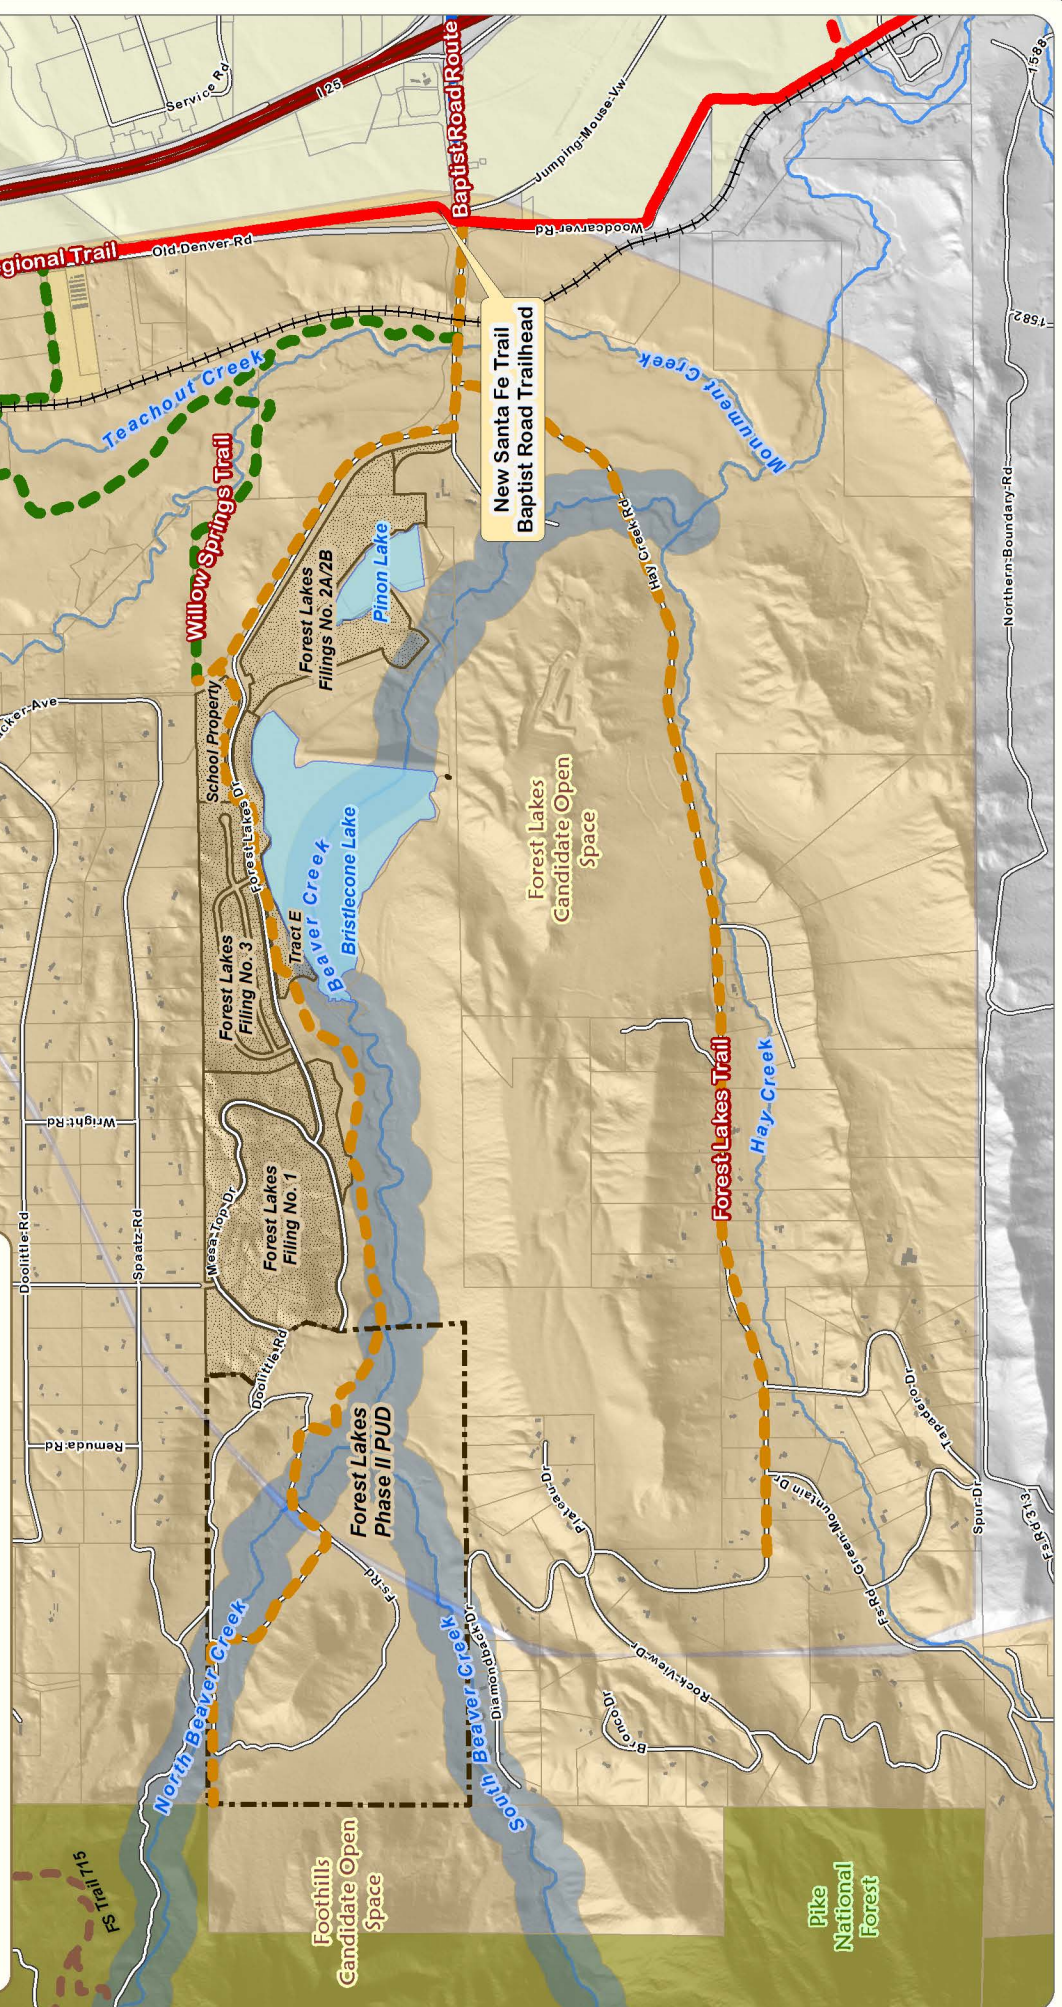 Service Rd
I 25
Baptist Road Route
1588
Jumping-Mouse-Vw
Woodcarver Rd
egional Trail
Old Denver Rd
1582
New Santa Fe Trail
Baptist Road Trailhead
Teachout Creek
Monument Creek
Willow Springs Trail
Hay Creek Rd
Northern-Boundary-Rd
Pinon Lake
Forest Lakes
Filings No. 2A/2B
cker-Ave
School Property
Forest Lakes Dr
Beaver Creek
Bristlecone Lake
Forest Lakes
Candidate Open
Space
Tract E
Forest Lakes
Filing No. 3
Wright Rd
Forest Lakes Trail
Hay Creek
Doolittle-Rd
Spaatz-Rd
Mesa-Top-Dr
Forest Lakes
Filing No. 1
Doolittle Rd
Remuda Rd
Forest Lakes
Phase II PUD
Tapadero-Dr
Plateau-Dr
Green-Mountain Dr
Spur-Dr
Fs-Rd 313
Fs-Rd
Fs-Rd
North Beaver Creek
South Beaver Creek
Diamondback-Dr
Rock-View-Dr
Bronco Dr
FS Trail 715
Foothills
Candidate Open
Space
Pike
National
Forest